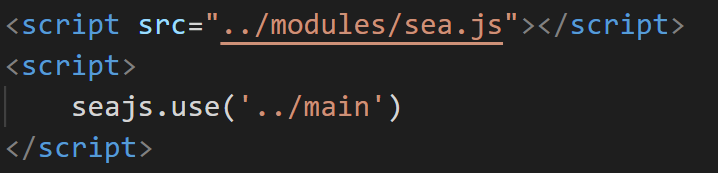 <script src="../modules/sea.js"></script>
<script>
seajs.use('../main')
</script>